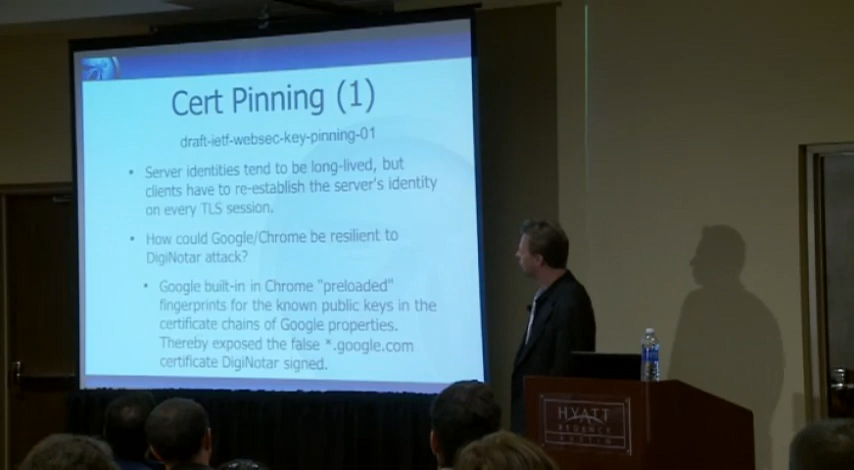 Cert Pinning (1)
draft-ietf-websec-key-pinning-01
• Server identities tend to be long-lived, but
clients have to re-establish the server's identity
on every TLS session.
• How could Google/Chrome be resilient to
DigiNotar attack?
• Google built-in in Chrome "preloaded"
fingerprints for the known public keys in the
certificate chains of Google properties.
Thereby exposed the false *.google.com
certificate DigiNotar signed.
HYATT
REGENCY
AUSTIN